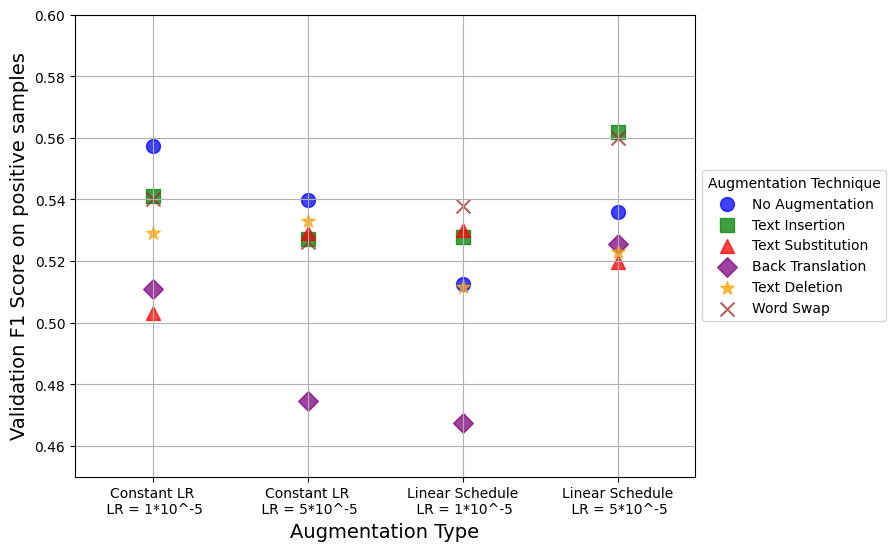 Validation F1 Score on positive samples
0.60
0.58
0.56
0.54
0.52
0.50
0.48
0.46
Constant LR
LR = 1*10^-5
Constant LR
LR = 5*10^-5
Linear Schedule
LR = 1*10^-5
Linear Schedule
LR = 5*10^-5
Augmentation Type
Augmentation Technique
No Augmentation
Text Insertion
Text Substitution
Back Translation
Text Deletion
Word Swap